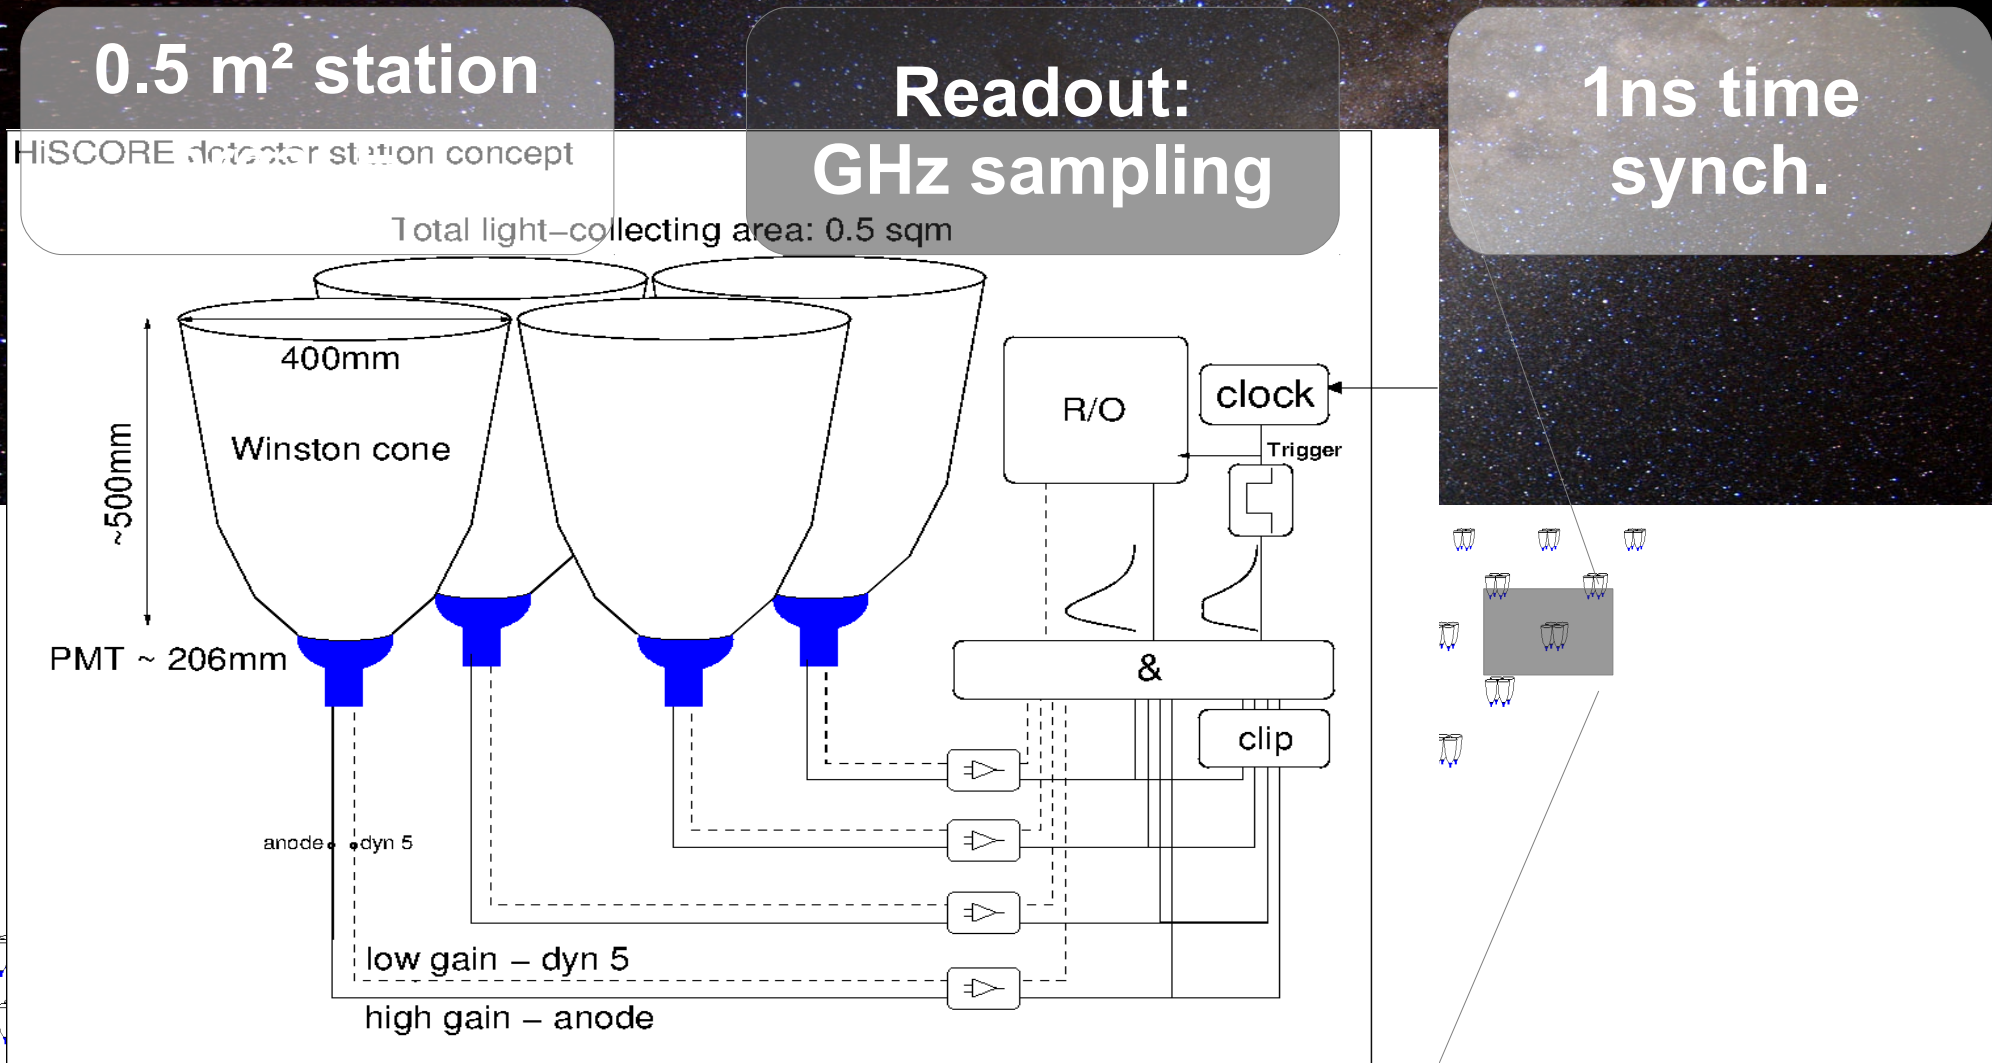 0.5 m² station
Readout:
GHz sampling
1ns time
synch.
HiSCORE detector station concept
Total light-collecting area: 0.5 sqm
400mm
Winston cone
~500mm
PMT ~ 206mm
R/O
clock
Trigger
&
clip
anode
dyn 5
low gain – dyn 5
high gain – anode